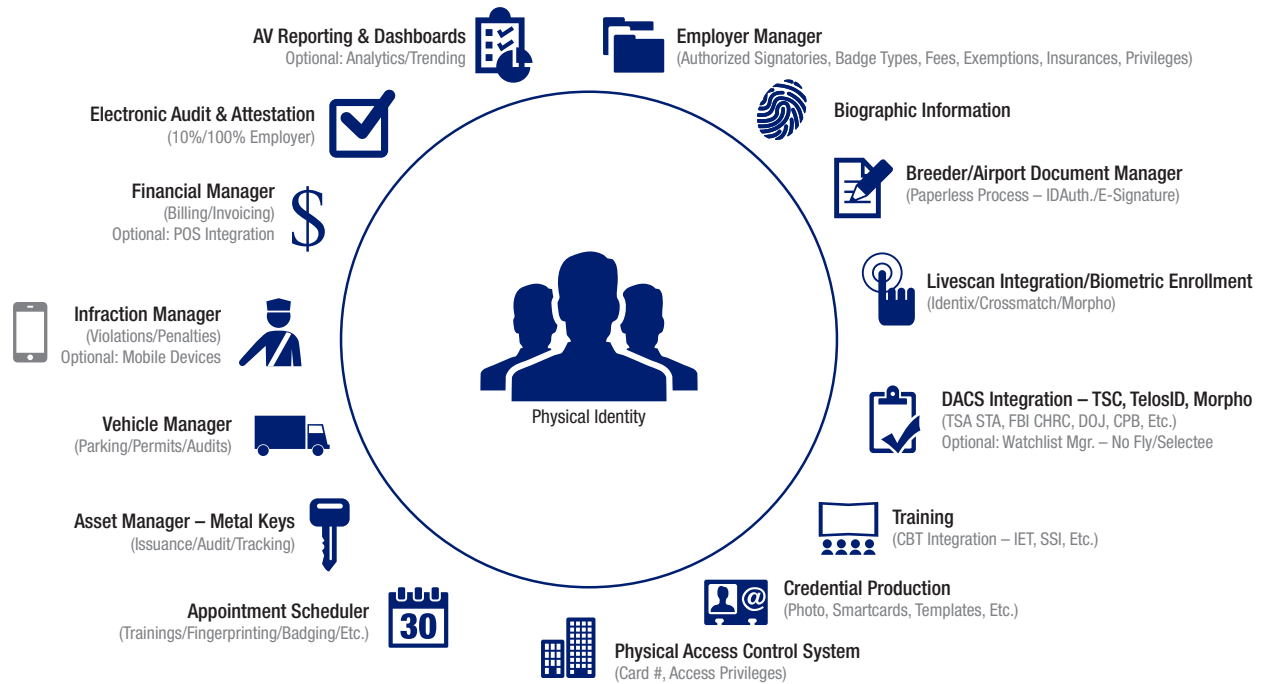 AV Reporting & Dashboards
Optional: Analytics/Trending
Employer Manager
(Authorized Signatories, Badge Types, Fees, Exemptions, Insurances, Privileges)
Electronic Audit & Attestation
(10%/100% Employer)
Biographic Information
Breeder/Airport Document Manager
(Paperless Process – IDAuth./E-Signature)
Financial Manager
(Billing/Invoicing)
Optional: POS Integration
$
Livescan Integration/Biometric Enrollment
(Identix/Crossmatch/Morpho)
Infraction Manager
(Violations/Penalties)
Optional: Mobile Devices
Physical Identity
DACS Integration – TSC, TelosID, Morpho
(TSA STA, FBI CHRC, DOJ, CPB, Etc.)
Optional: Watchlist Mgr. – No Fly/Selectee
Vehicle Manager
(Parking/Permits/Audits)
Asset Manager – Metal Keys
(Issuance/Audit/Tracking)
Training
(CBT Integration – IET, SSI, Etc.)
Appointment Scheduler
(Trainings/Fingerprinting/Badging/Etc.)
30
@
Credential Production
(Photo, Smartcards, Templates, Etc.)
Physical Access Control System
(Card #, Access Privileges)